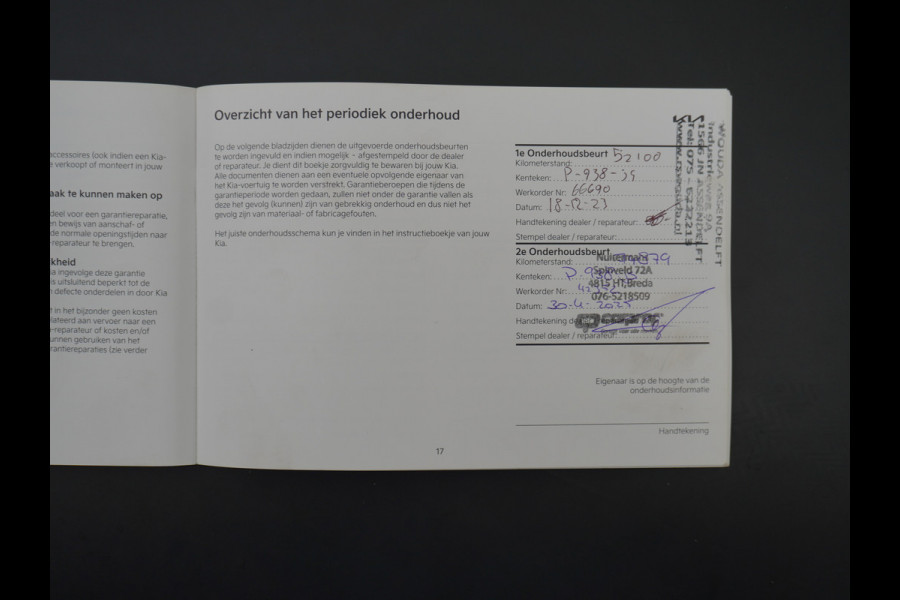 accessoires (ook indien een Kia-
verkoopt of monteert in jouw
aak te kunnen maken op
deel voor een garantiereparatie,
en bewijs van aanschaf- of
de normale openingstijden naar
reparateur te brengen.
kheid
a ingevolge deze garantie
is uitsluitend beperkt tot de
defecte onderdelen in door Kia
t in het bijzonder geen kosten
lateerd aan vervoer naar een
-reparateur of kosten en/of
unnen gebruiken van het
rantiereparaties (zie verder
Overzicht van het periodiek onderhoud
Op de volgende bladzijden dienen de uitgevoerde onderhoudsbeurten
te worden ingevuld en indien mogelijk - afgestempeld door de dealer
of reparateur. Je dient dit boekje zorgvuldig te bewaren bij jouw Kia.
Alle documenten dienen aan een eventuele opvolgende eigenaar van
het Kia-voertuig te worden verstrekt. Garantieberoepen die tijdens de
garantieperiode worden gedaan, zullen niet onder de garantie vallen als
deze het gevolg (kunnen) zijn van gebrekkig onderhoud en dus niet het
gevolg zijn van materiaal- of fabricagefouten.
Het juiste onderhoudsschema kun je vinden in het instructieboekje van jouw
Kia.
1e Onderhoudsbeurt 52100
Kilometerstand:
Kenteken: P-938-js
Werkorder Nr: 66690
Datum: 18-12-23
Handtekening dealer / reparateur:
Stempel dealer / reparateur:
WOUDA ASSENDELFT
Industrieweg 9A
ASSENDELFT
Tel: 075 -
2e Onderhoudsbeurt
Kilometerstand:
Kenteken: P
Werkorder Nr:
Datum: 30-4-2025
Handtekening
Stempel dealer / reparateur:
Spinveld 72A
4815 HT Breda
076-5218509
Eigenaar is op de hoogte van de
onderhoudsinformatie
Handtekening
17